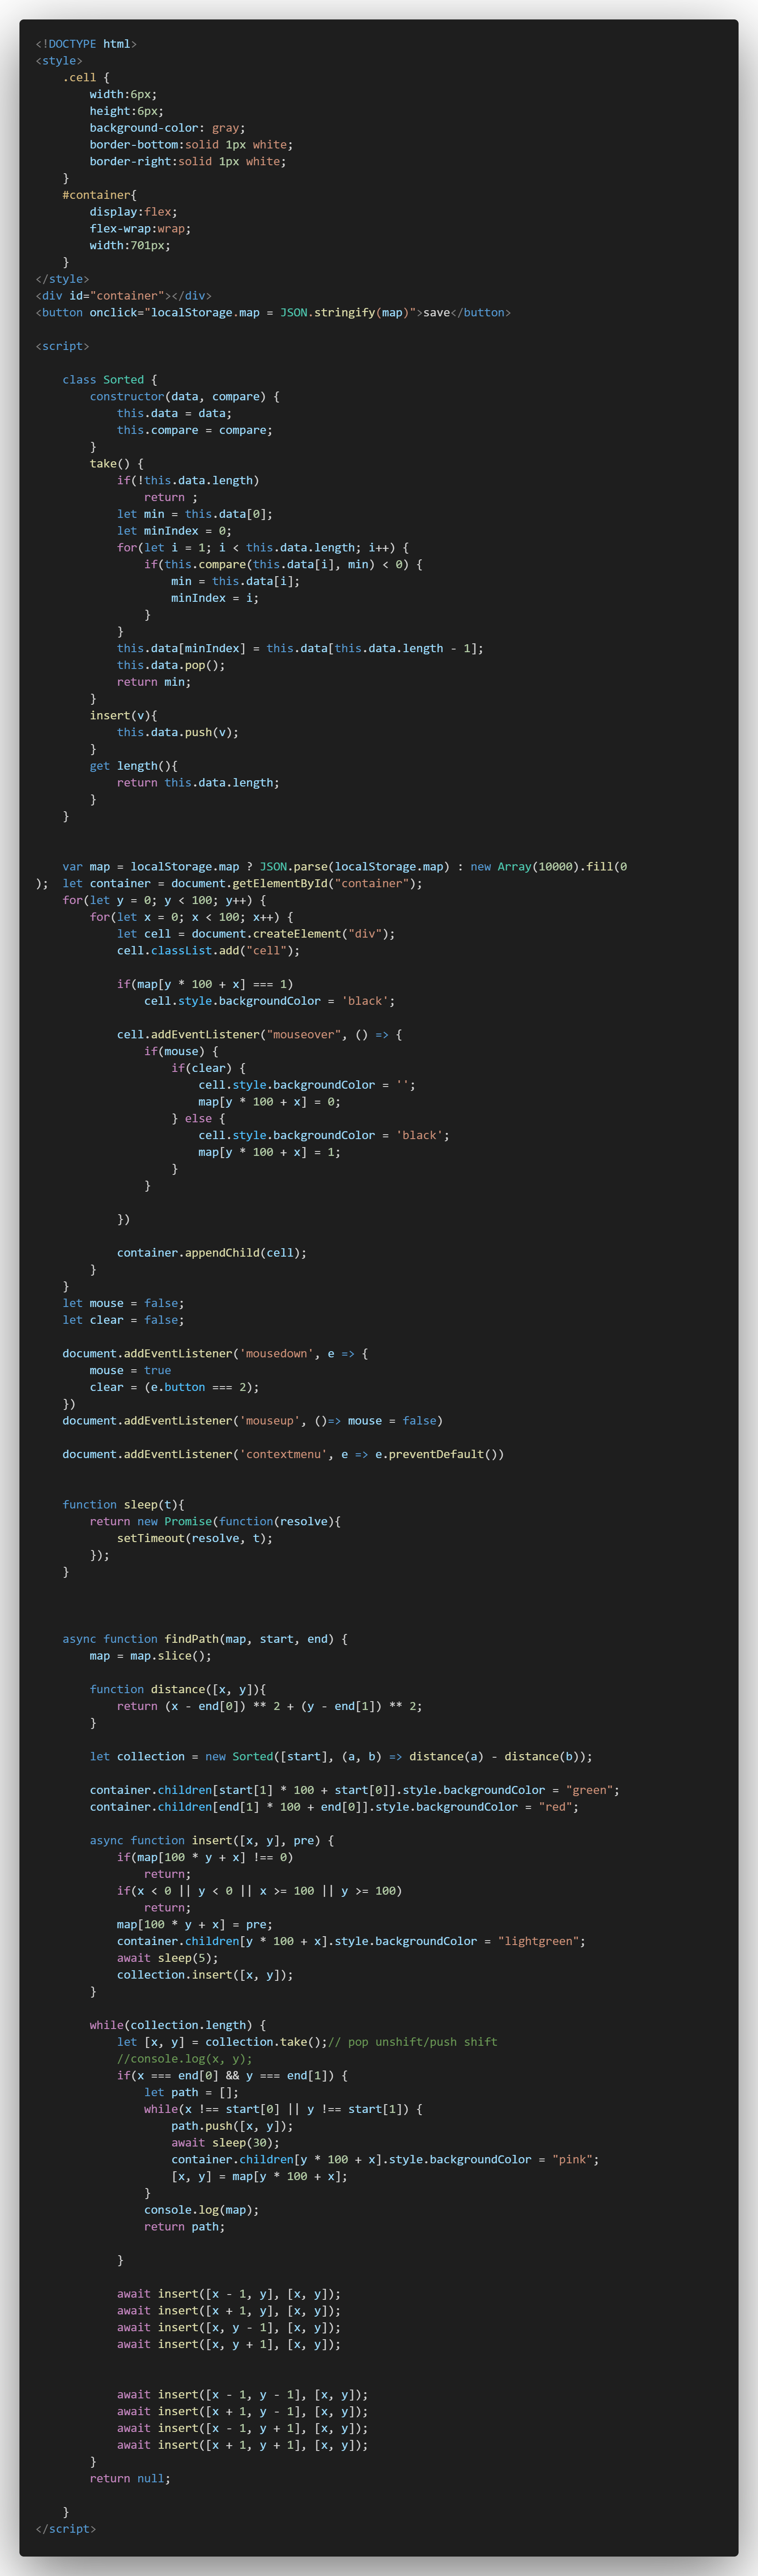 <!DOCTYPE html>
<style>
    .cell {
        width:6px;
        height:6px;
        background-color: gray;
        border-bottom:solid 1px white;
        border-right:solid 1px white;
    }
    #container{
        display:flex;
        flex-wrap:wrap;
        width:701px;
    }
</style>
<div id="container"></div>
<button onclick="localStorage.map = JSON.stringify(map)">save</button>

<script>

    class Sorted {
        constructor(data, compare) {
            this.data = data;
            this.compare = compare;
        }
        take() {
            if(!this.data.length)
                return ;
            let min = this.data[0];
            let minIndex = 0;
            for(let i = 1; i < this.data.length; i++) {
                if(this.compare(this.data[i], min) < 0) {
                    min = this.data[i];
                    minIndex = i;
                }
            }
            this.data[minIndex] = this.data[this.data.length - 1];
            this.data.pop();
            return min;
        }
        insert(v){
            this.data.push(v);
        }
        get length(){
            return this.data.length;
        }
    }


    var map = localStorage.map ? JSON.parse(localStorage.map) : new Array(10000).fill(0
);  let container = document.getElementById("container");
    for(let y = 0; y < 100; y++) {
        for(let x = 0; x < 100; x++) {
            let cell = document.createElement("div");
            cell.classList.add("cell");

            if(map[y * 100 + x] === 1)
                cell.style.backgroundColor = 'black';

            cell.addEventListener("mouseover", () => {
                if(mouse) {
                    if(clear) {
                        cell.style.backgroundColor = '';
                        map[y * 100 + x] = 0;
                    } else {
                        cell.style.backgroundColor = 'black';
                        map[y * 100 + x] = 1;
                    }
                }

            })

            container.appendChild(cell);
        }
    }
    let mouse = false;
    let clear = false;

    document.addEventListener('mousedown', e => {
        mouse = true
        clear = (e.button === 2);
    })
    document.addEventListener('mouseup', ()=> mouse = false)

    document.addEventListener('contextmenu', e => e.preventDefault())


    function sleep(t){
        return new Promise(function(resolve){
            setTimeout(resolve, t);
        });
    }



    async function findPath(map, start, end) {
        map = map.slice();

        function distance([x, y]){
            return (x - end[0]) ** 2 + (y - end[1]) ** 2;
        }

        let collection = new Sorted([start], (a, b) => distance(a) - distance(b));

        container.children[start[1] * 100 + start[0]].style.backgroundColor = "green";
        container.children[end[1] * 100 + end[0]].style.backgroundColor = "red";

        async function insert([x, y], pre) {
            if(map[100 * y + x] !== 0)
                return;
            if(x < 0 || y < 0 || x >= 100 || y >= 100)
                return;
            map[100 * y + x] = pre;
            container.children[y * 100 + x].style.backgroundColor = "lightgreen";
            await sleep(5);
            collection.insert([x, y]);
        }

        while(collection.length) {
            let [x, y] = collection.take();// pop unshift/push shift
            //console.log(x, y);
            if(x === end[0] && y === end[1]) {
                let path = [];
                while(x !== start[0] || y !== start[1]) {
                    path.push([x, y]);
                    await sleep(30);
                    container.children[y * 100 + x].style.backgroundColor = "pink";
                    [x, y] = map[y * 100 + x];
                }
                console.log(map);
                return path;

            }

            await insert([x - 1, y], [x, y]);
            await insert([x + 1, y], [x, y]);
            await insert([x, y - 1], [x, y]);
            await insert([x, y + 1], [x, y]);


            await insert([x - 1, y - 1], [x, y]);
            await insert([x + 1, y - 1], [x, y]);
            await insert([x - 1, y + 1], [x, y]);
            await insert([x + 1, y + 1], [x, y]);
        }
        return null;

    }
</script>